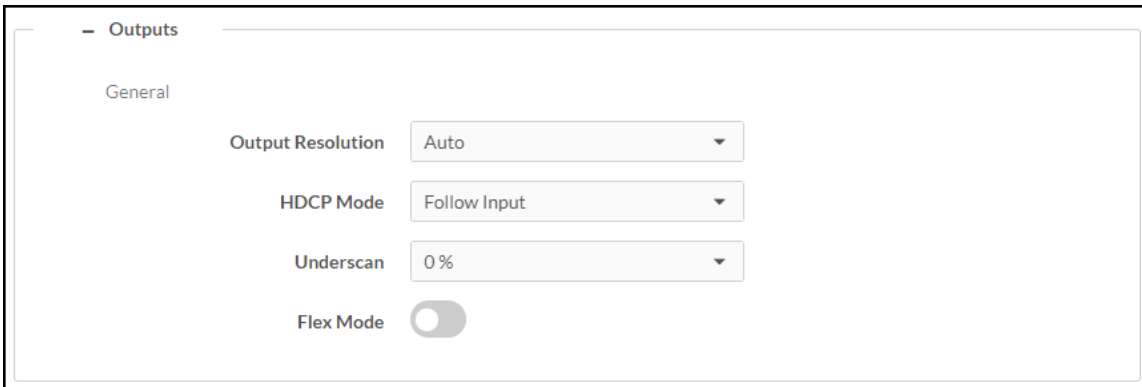 – Outputs
General
Output Resolution Auto
HDCP Mode Follow Input
Underscan 0 %
Flex Mode